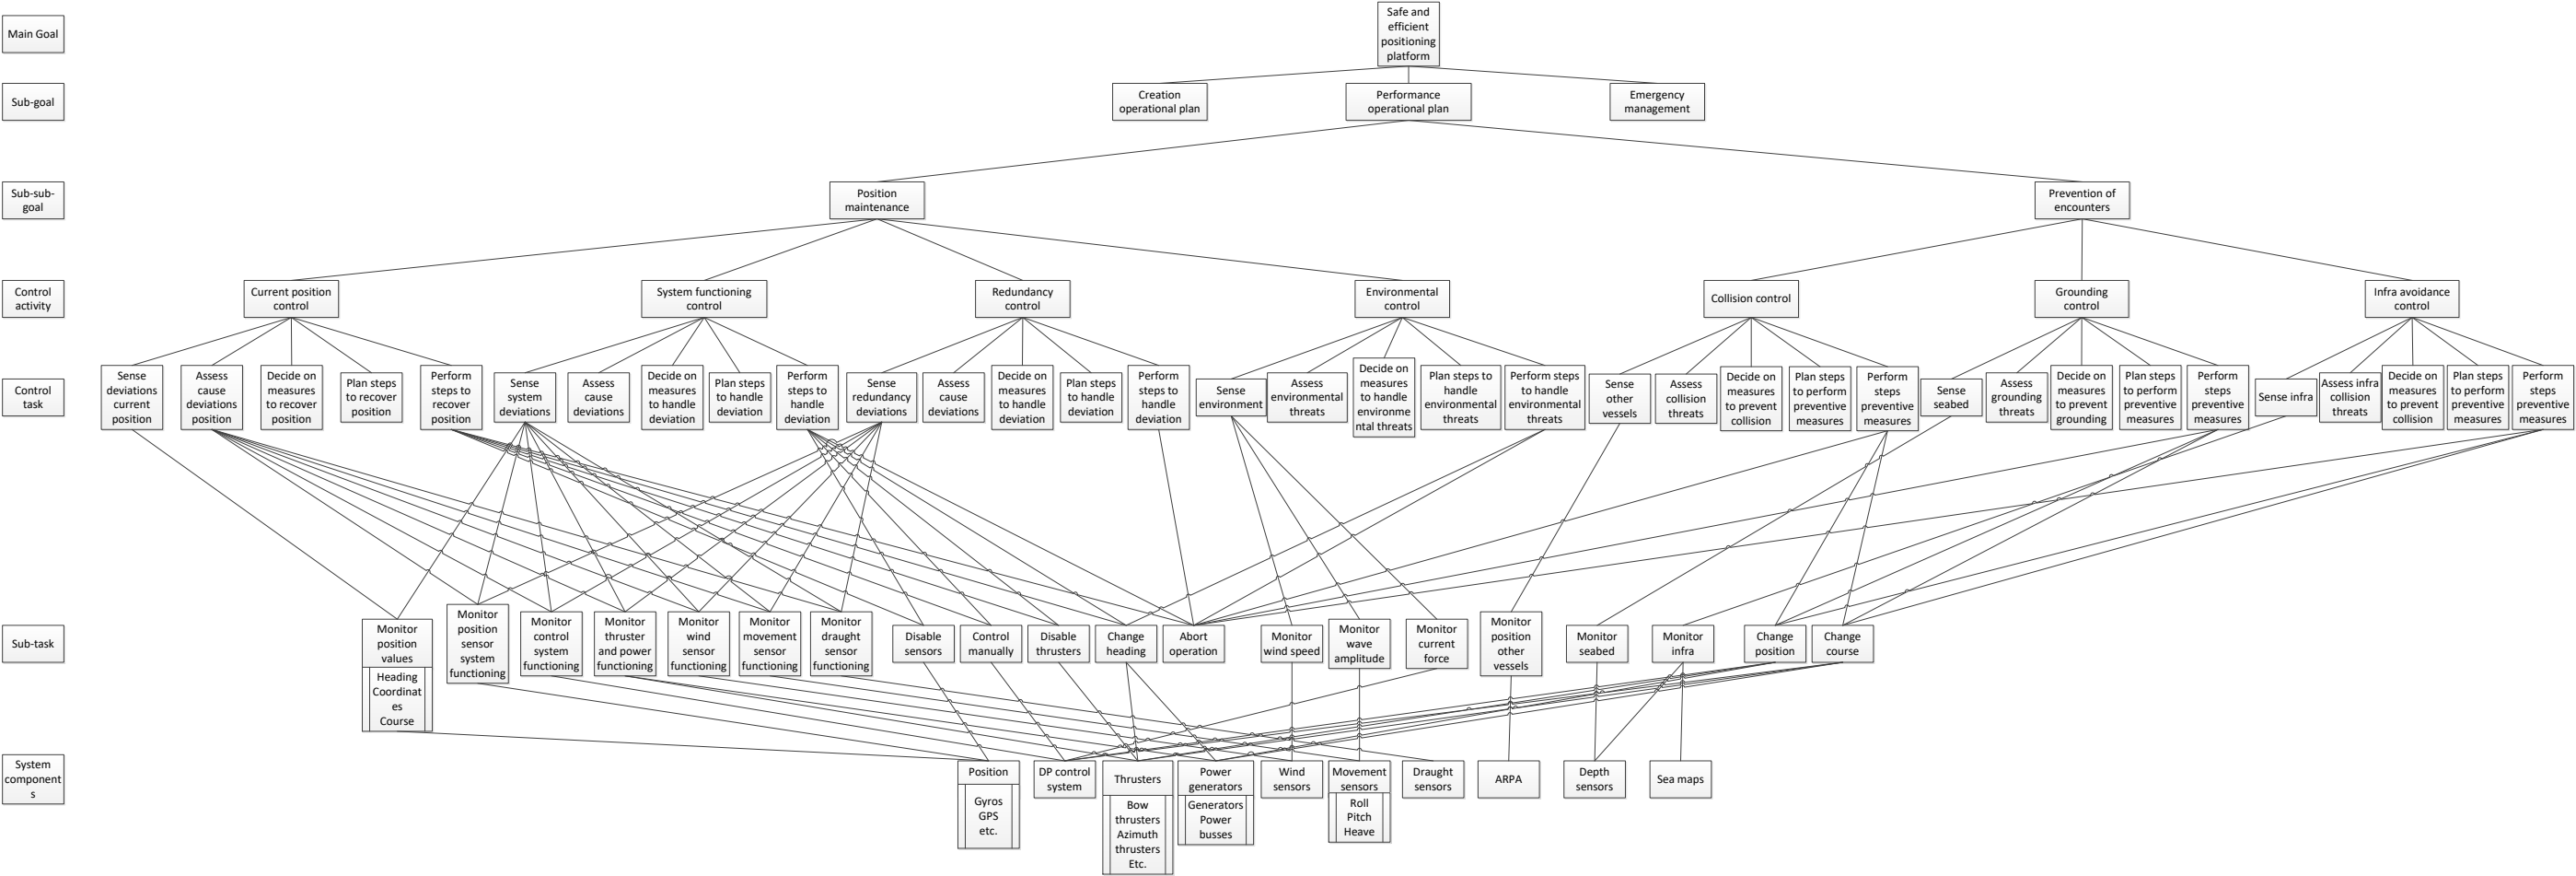 Main Goal
Safe and
efficient
positioning
platform
Sub-goal
Creation
operational plan
Performance
operational plan
Emergency
management
Sub-sub-
goal
Position
maintenance
Prevention of
encounters
Control
activity
Current position
control
System functioning
control
Redundancy
control
Environmental
control
Collision control
Grounding
control
Infra avoidance
control
Control
task
Sense
deviations
current
position
Assess
cause
deviations
position
Decide on
measures
to recover
position
Plan steps
to recover
position
Perform
steps to
recover
position
Sense
system
deviations
Assess
cause
deviations
Decide on
measures
to handle
deviation
Plan steps
to handle
deviation
Perform
steps to
handle
deviation
Sense
redundancy
deviations
Assess
cause
deviations
Decide on
measures
to handle
deviation
Plan steps
to handle
deviation
Perform
steps to
handle
deviation
Sense
environment
Assess
environmental
threats
Decide on
measures
to handle
environme
ntal threats
Plan steps to
handle
environmental
threats
Perform steps
to handle
environmental
threats
Sense
other
vessels
Assess
collision
threats
Decide on
measures
to prevent
collision
Plan steps
to perform
preventive
measures
Perform
steps
preventive
measures
Sense
seabed
Assess
grounding
threats
Decide on
measures
to prevent
grounding
Plan steps
to perform
preventive
measures
Perform
steps
preventive
measures
Sense infra
Assess infra
collision
threats
Decide on
measures
to prevent
collision
Plan steps to
perform
preventive
measures
Perform
steps
preventive
measures
Sub-task
Monitor
position
values
Heading
Coordinat
es
Course
Monitor
position
sensor
system
functioning
Monitor
control
system
functioning
Monitor
thruster
and power
functioning
Monitor
wind
sensor
functioning
Monitor
movement
sensor
functioning
Monitor
draught
sensor
functioning
Disable
sensors
Control
manually
Disable
thrusters
Change
heading
Abort
operation
Monitor
wind speed
Monitor
wave
amplitude
Monitor
current
force
Monitor
position
other
vessels
Monitor
seabed
Monitor
infra
Change
position
Change
course
System
component
s
Position
Gyros
GPS
etc.
DP control
system
Thrusters
Bow
thrusters
Azimuth
thrusters
Etc.
Power
generators
Generators
Power
busses
Wind
sensors
Movement
sensors
Roll
Pitch
Heave
Draught
sensors
ARPA
Depth
sensors
Sea maps